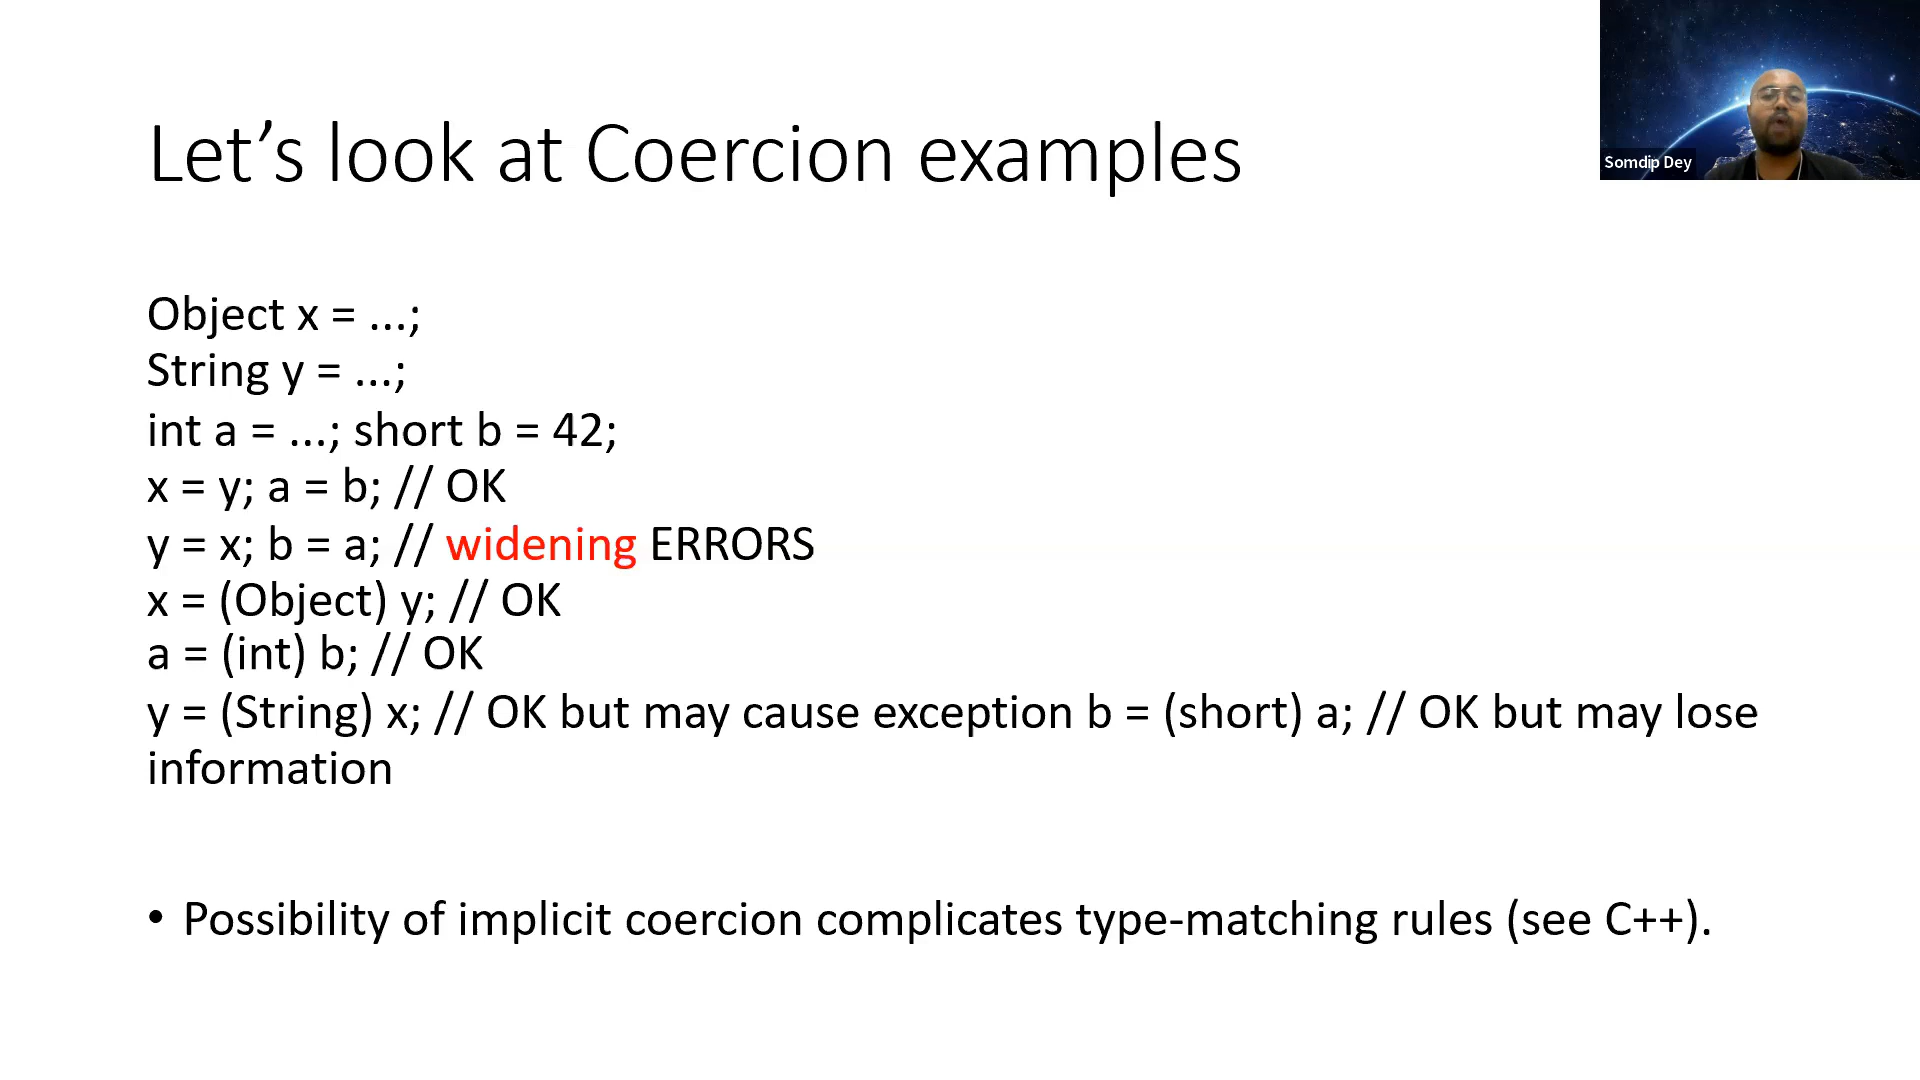 Let’s look at Coercion examples
Somdip Dey
Object x = ...;
String y = ...;
int a = ...; short b = 42;
x = y; a = b; // OK
y = x; b = a; // widening ERRORS
x = (Object) y; // OK
a = (int) b; // OK
y = (String) x; // OK but may cause exception b = (short) a; // OK but may lose
information
• Possibility of implicit coercion complicates type-matching rules (see C++).